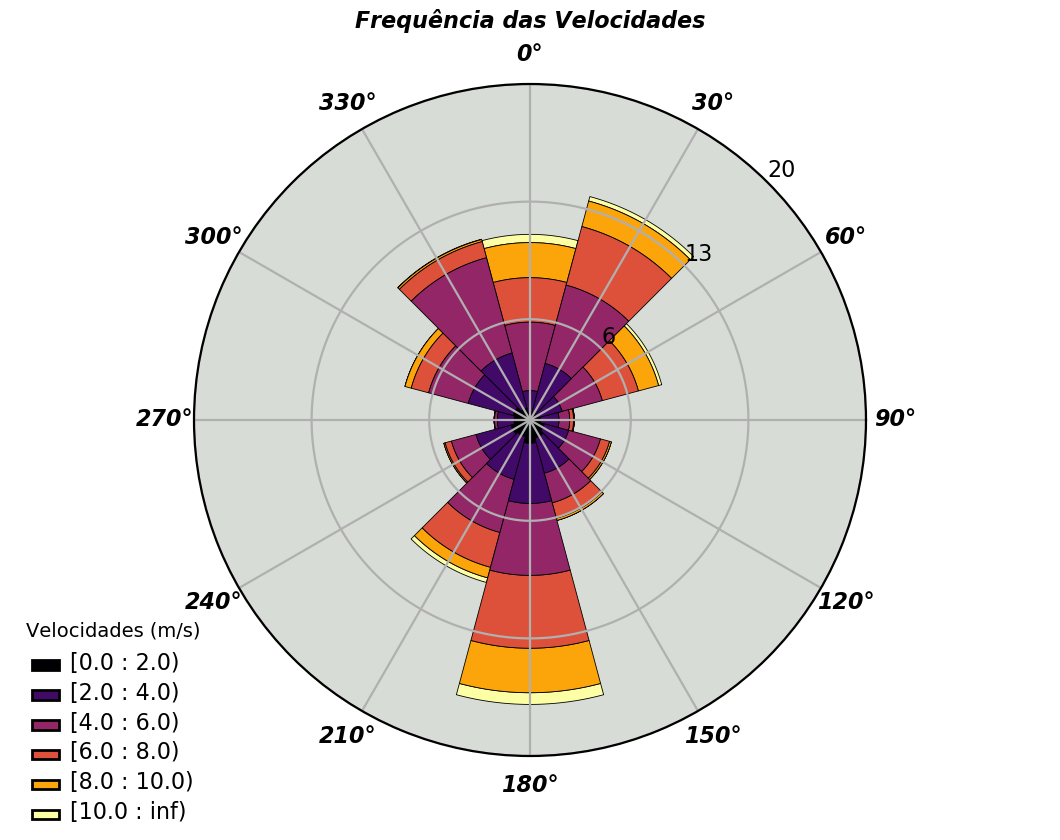 Frequência das Velocidades
0°
330°
30°
20
300°
60°
13
6
270°
90°
240°
120°
Velocidades (m/s)
[0.0 : 2.0)
[2.0 : 4.0)
[4.0 : 6.0)
210°
150°
[6.0 : 8.0)
180°
[8.0 : 10.0)
[10.0 : inf)